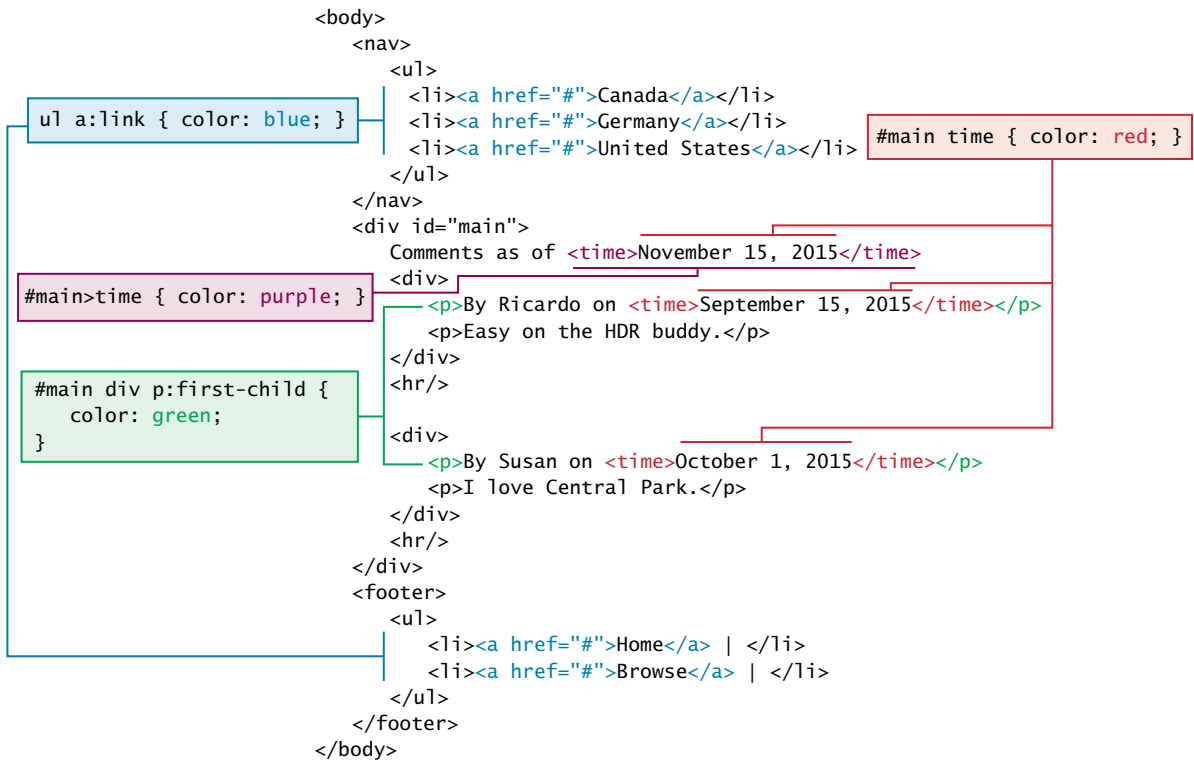 <body>
<nav>
<ul>
<li><a href="#">Canada</a></li>
ul a:link { color: blue; }
<li><a href="#">Germany</a></li>
#main time { color: red; }
<li><a href="#">United States</a></li>
</ul>
</nav>
<div id="main">
Comments as of <time>November 15, 2015</time>
<div>
#main>time { color: purple; }
<p>By Ricardo on <time>September 15, 2015</time></p>
<p>Easy on the HDR buddy.</p>
</div>
<hr/>
#main div p:first-child {
color: green;
}
<div>
<p>By Susan on <time>October 1, 2015</time></p>
<p>I love Central Park.</p>
</div>
<hr/>
</div>
<footer>
<ul>
<li><a href="#">Home</a> | </li>
<li><a href="#">Browse</a> | </li>
</ul>
</footer>
</body>